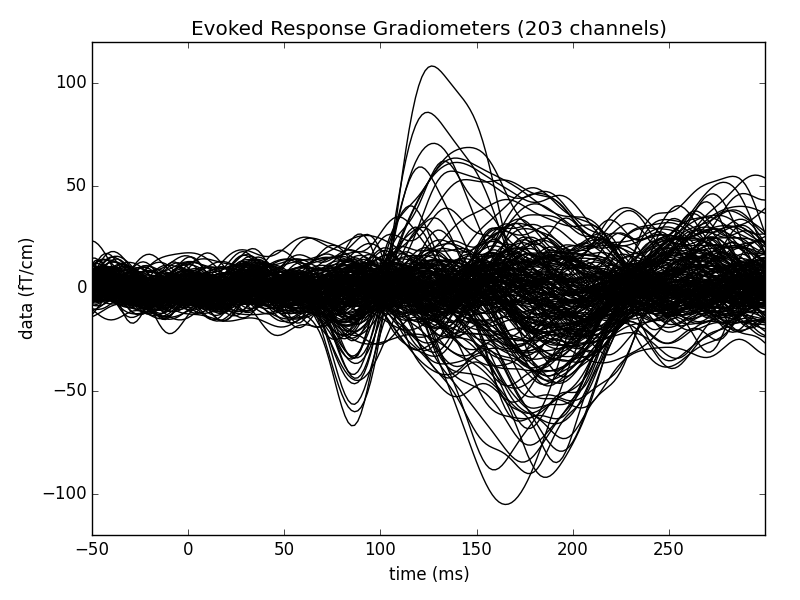 Evoked Response Gradiometers (203 channels)
data (fT/cm)
100
50
0
−50
−100
−50 0 50 100 150 200 250
time (ms)